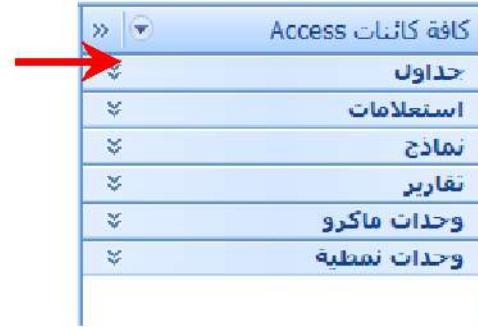 كافة كائنات Access
جداول
استعلامات
نماذج
تقارير
وحدات ماكرو
وحدات نمطية